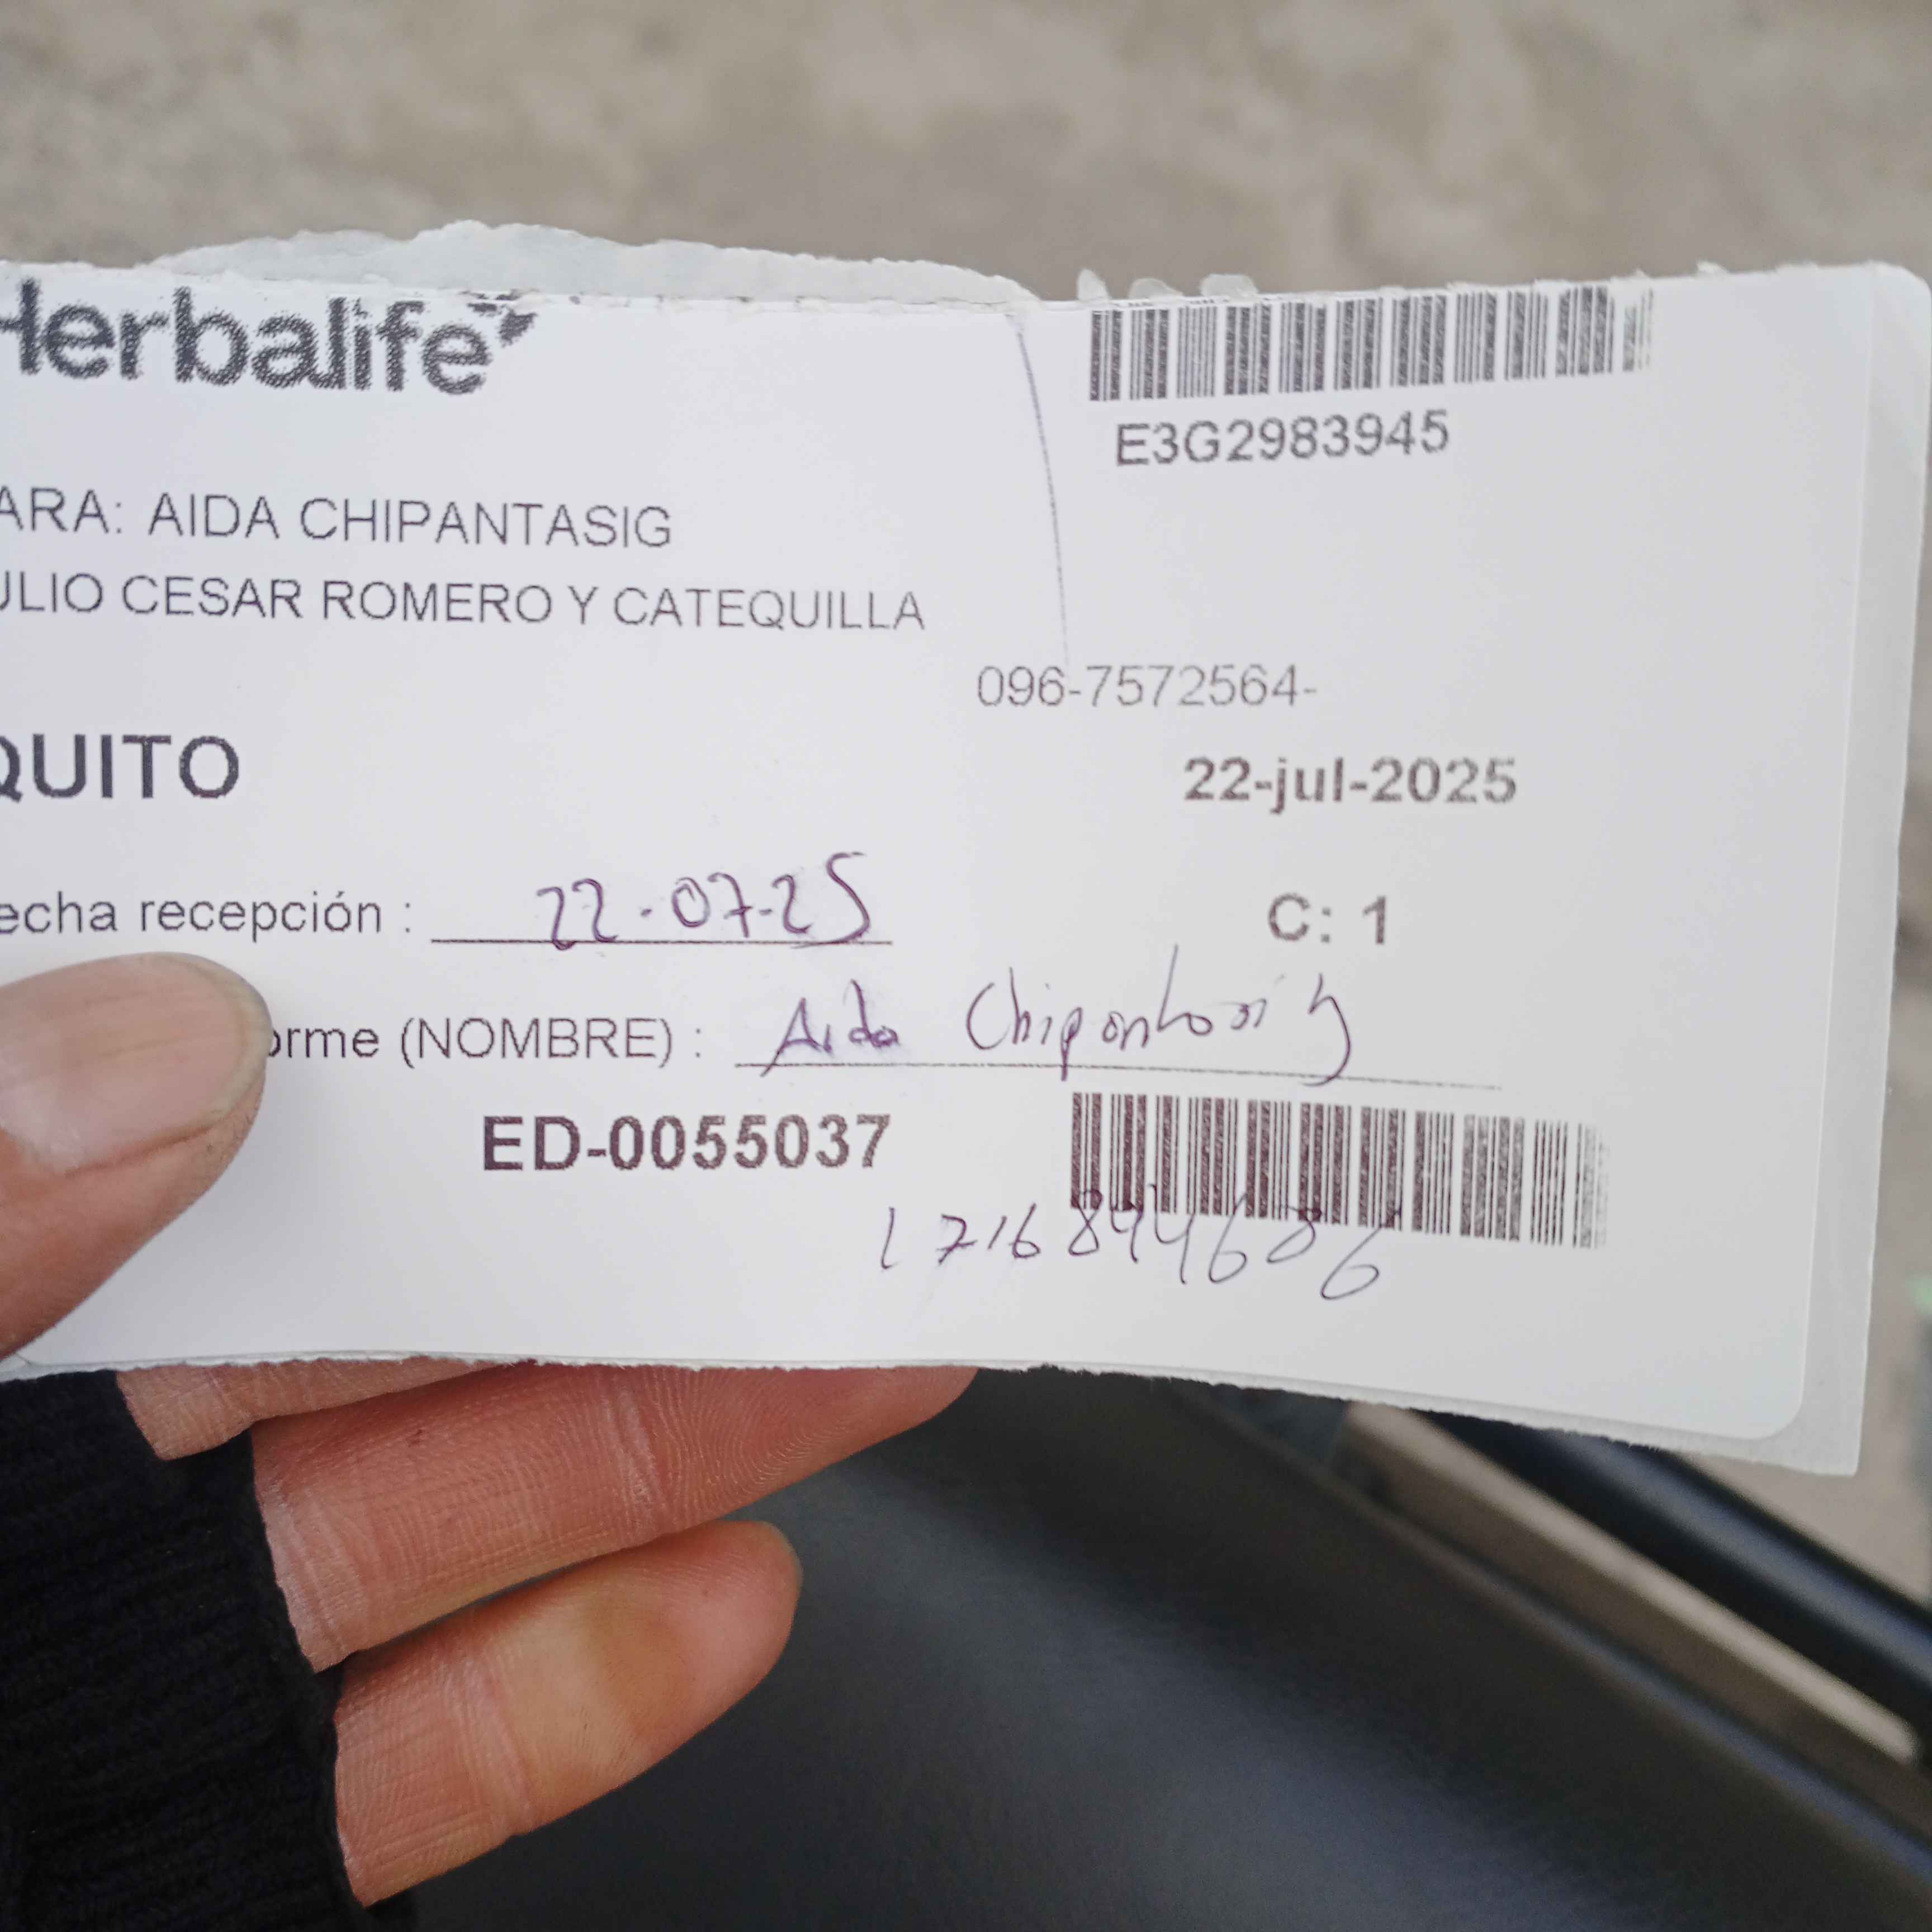 Herbalife
E3G2983945
ARA: AIDA CHIPANTASIG
ULIO CESAR ROMERO Y CATEQUILLA
096-7572564-
QUITO
22-jul-2025
echa recepción : 22-07-25
C: 1
orme (NOMBRE) : Aida Chipantasig
ED-0055037
1716894606